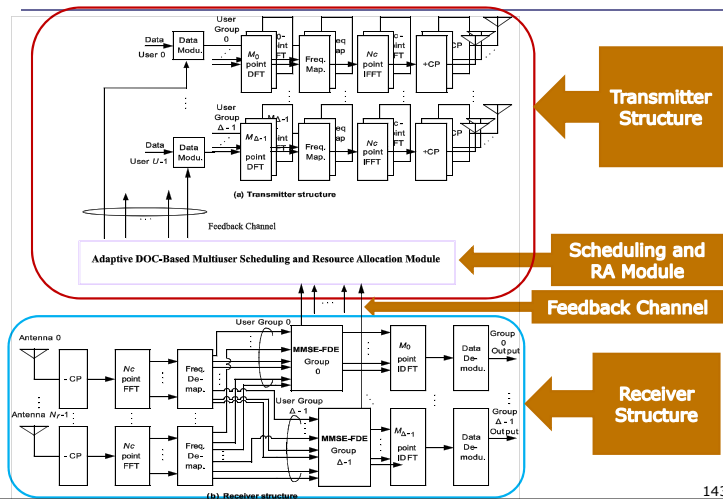 User
Group
0
Data
User 0
Data
Modu.
M0
point
DFT
0-
Freq.
Map.
Nc
point
IFFT
+CP
CP
User
Group
Δ - 1
Data
User U-1
Data
Modu.
MΔ-1
point
DFT
MΔ-1-
Freq.
Map.
Nc
point
IFFT
+CP
(a) Transmitter structure
Feedback Channel
Adaptive DOC-Based Multiuser Scheduling and Resource Allocation Module
Transmitter
Structure
Scheduling and
RA Module
Feedback Channel
Antenna 0
- CP
Nc
point
FFT
Freq.
De-
map.
User Group 0
MMSE-FDE
Group
0
M0
point
IDFT
Data
De-
modu.
Group
0
Output
Antenna Nr-1
- CP
Nc
point
FFT
Freq.
De-
map.
User Group
Δ - 1
MMSE-FDE
Group
Δ-1
MΔ-1
point
IDFT
Data
De-
modu.
Group
Δ - 1
Output
(b) Receiver structure
Receiver
Structure